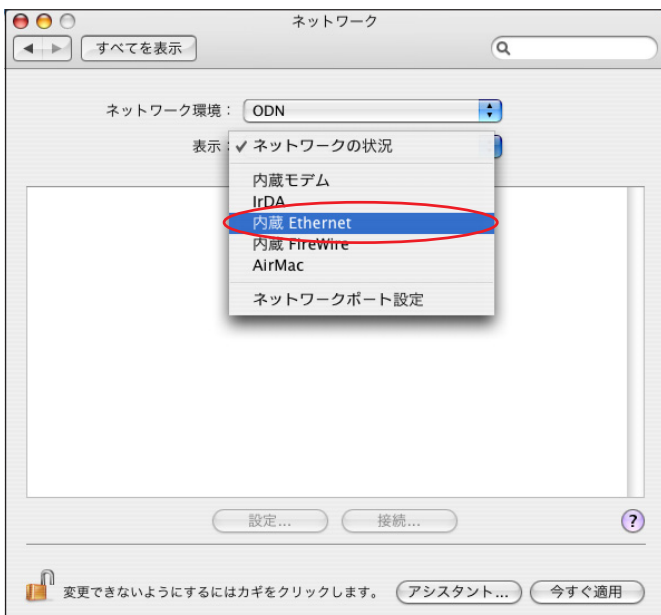 ネットワーク
すべてを表示
ネットワーク環境： ODN
表示： ✓ ネットワークの状況
内蔵モデム
IrDA
内蔵 Ethernet
内蔵 FireWire
AirMac
ネットワークポート設定
設定... 接続... ?
変更できないようにするにはカギをクリックします。 アシスタント... 今すぐ適用